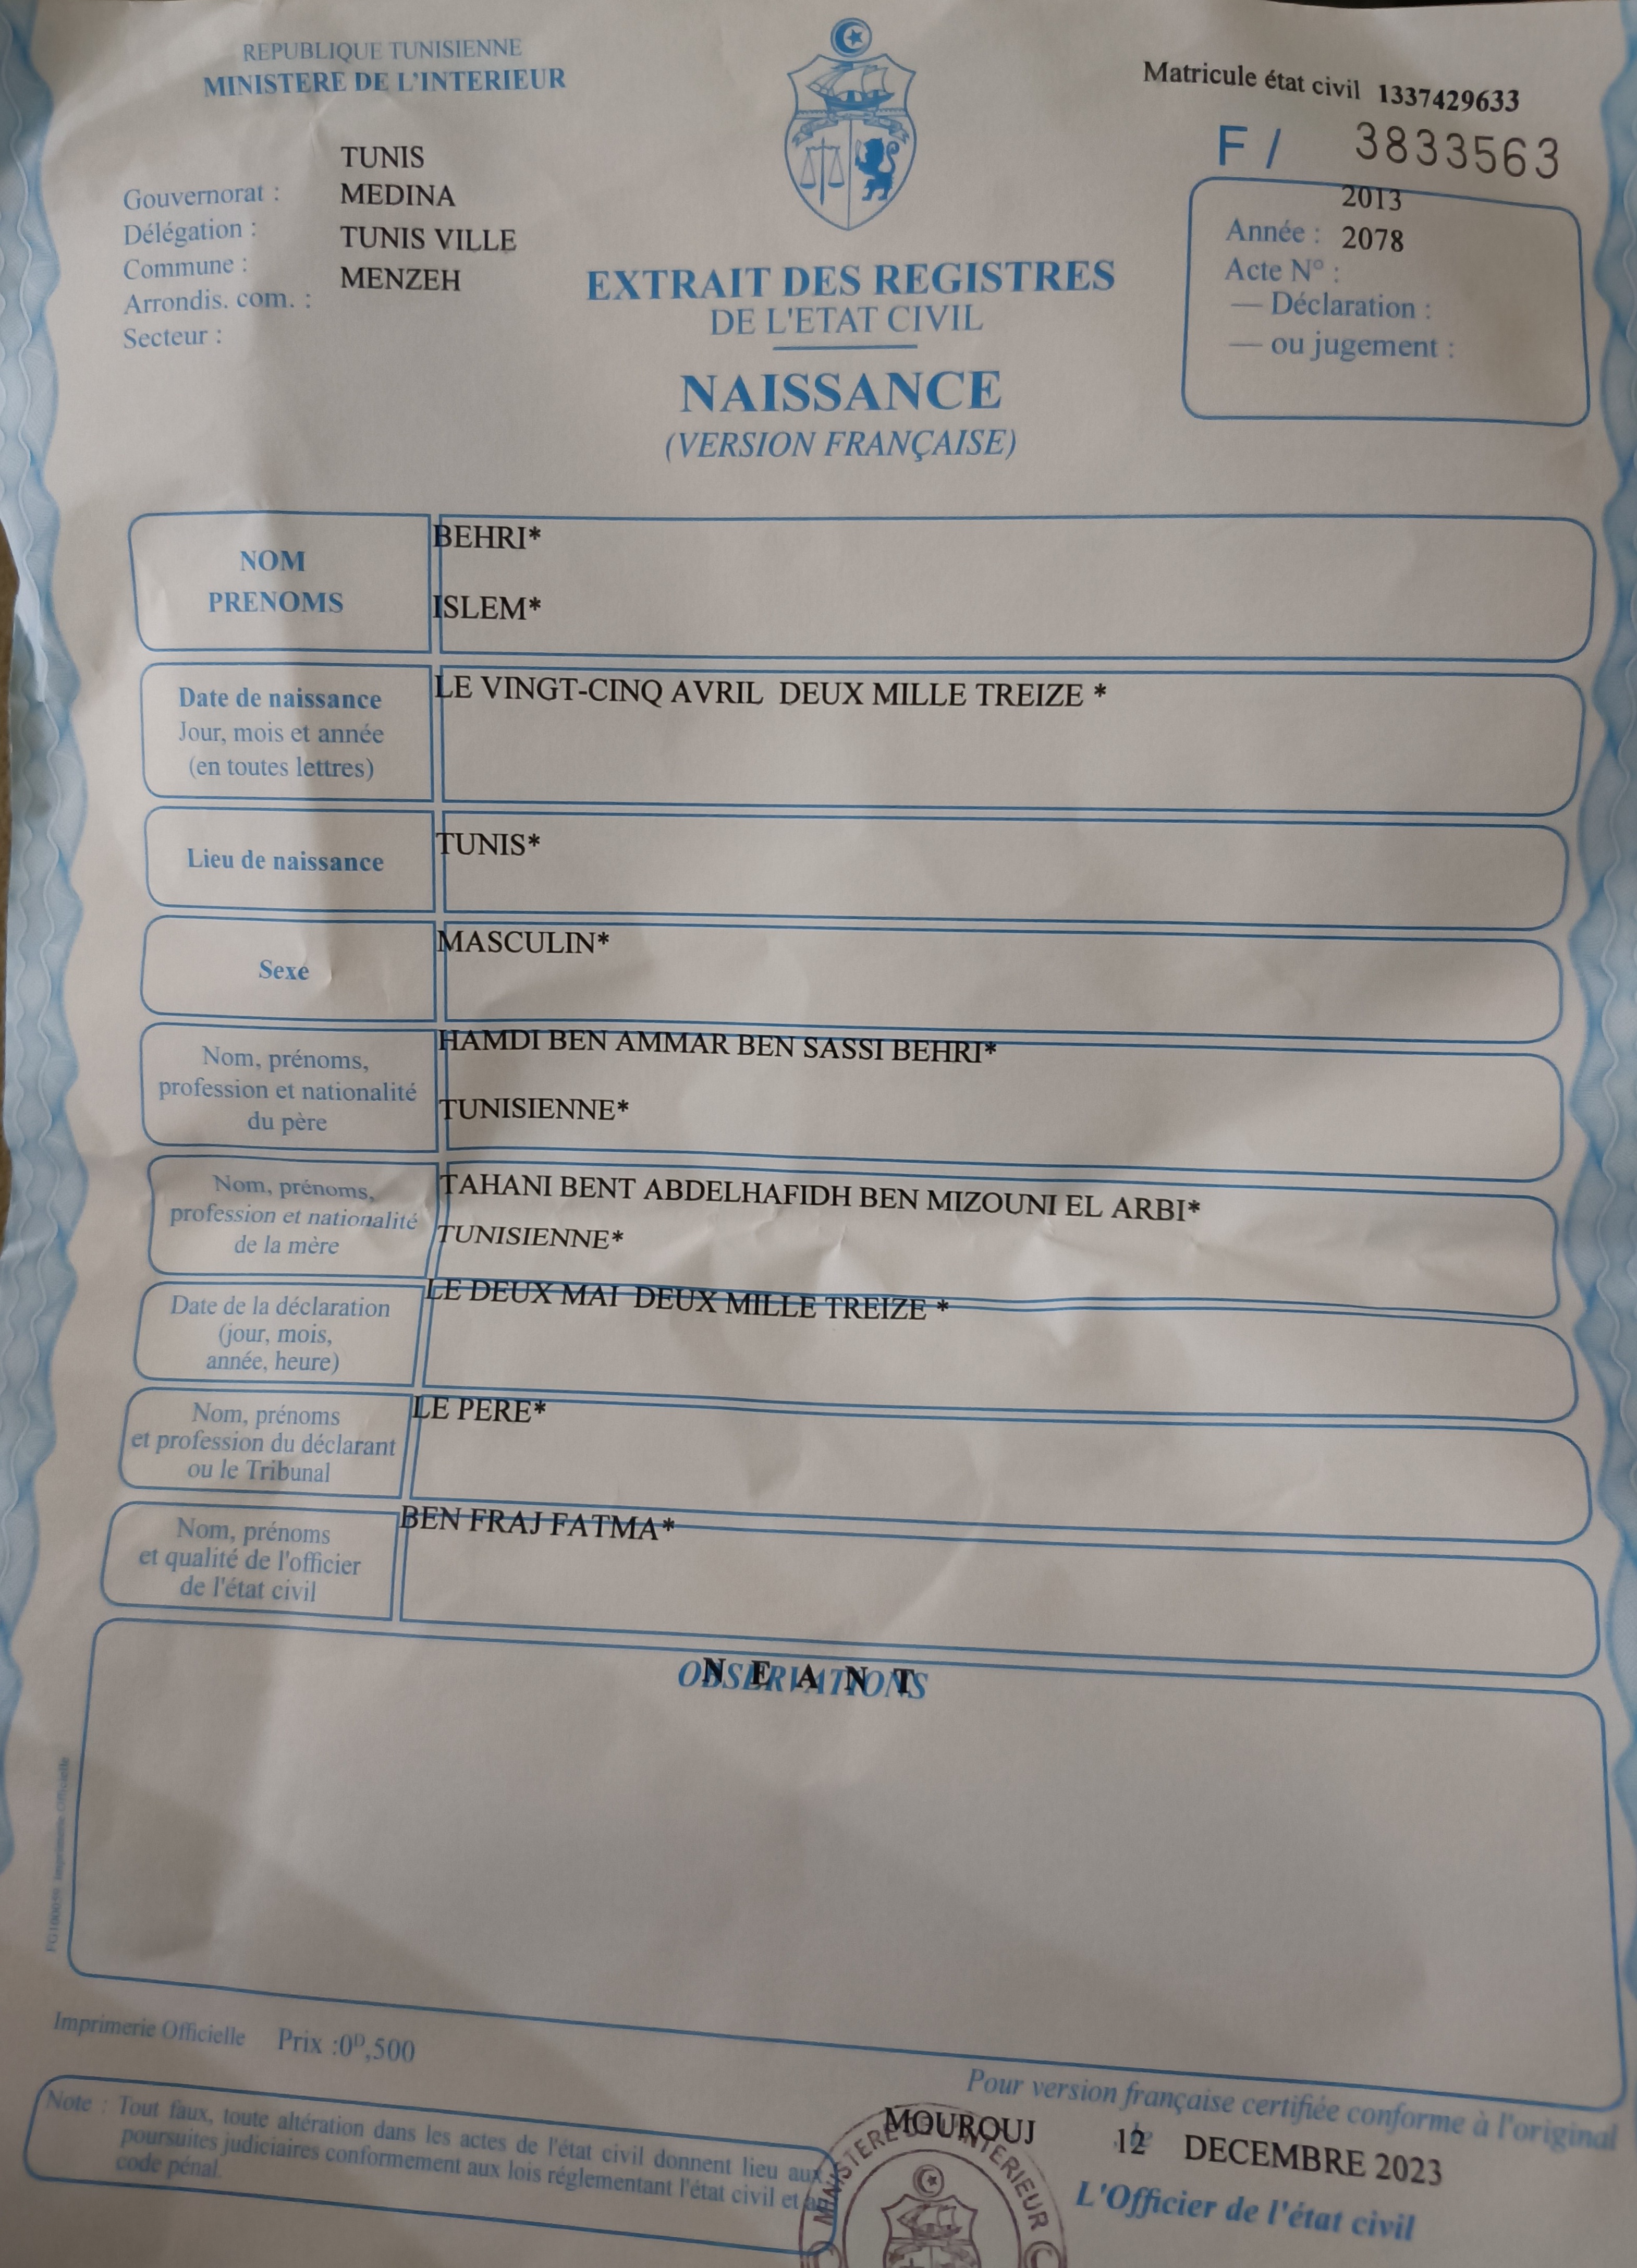 REPUBLIQUE TUNISIENNE
MINISTERE DE L'INTERIEUR
Matricule état civil 1337429633
F / 3833563
TUNIS
Gouvernorat : MEDINA
Délégation : TUNIS VILLE
Commune : MENZEH
Arrondis. com. :
Secteur :
2013
Année : 2078
Acte N° :
— Déclaration :
— ou jugement :
EXTRAIT DES REGISTRES
DE L'ETAT CIVIL
NAISSANCE
(VERSION FRANÇAISE)
NOM
PRENOMS
BEHRI*
ISLEM*
Date de naissance
Jour, mois et année
(en toutes lettres)
LE VINGT-CINQ AVRIL DEUX MILLE TREIZE *
Lieu de naissance
TUNIS*
Sexe
MASCULIN*
Nom, prénoms,
profession et nationalité
du père
HAMDI BEN AMMAR BEN SASSI BEHRI*
TUNISIENNE*
Nom, prénoms,
profession et nationalité
de la mère
TAHANI BENT ABDELHAFIDH BEN MIZOUNI EL ARBI*
TUNISIENNE*
Date de la déclaration
(jour, mois,
année, heure)
LE DEUX MAI DEUX MILLE TREIZE *
Nom, prénoms
et profession du déclarant
ou le Tribunal
LE PERE*
Nom, prénoms
et qualité de l'officier
de l'état civil
BEN FRAJ FATMA*
OBSERVATIONS
N E A N T
Imprimerie Officielle Prix :0ᴰ,500
Note : Tout faux, toute altération dans les actes de l'état civil donnent lieu aux
poursuites judiciaires conformement aux lois réglementant l'état civil et au
code pénal.
Pour version française certifiée conforme à l'original
MOUROUJ le 12 DECEMBRE 2023
L'Officier de l'état civil
MINISTERE DE L'INTERIEUR